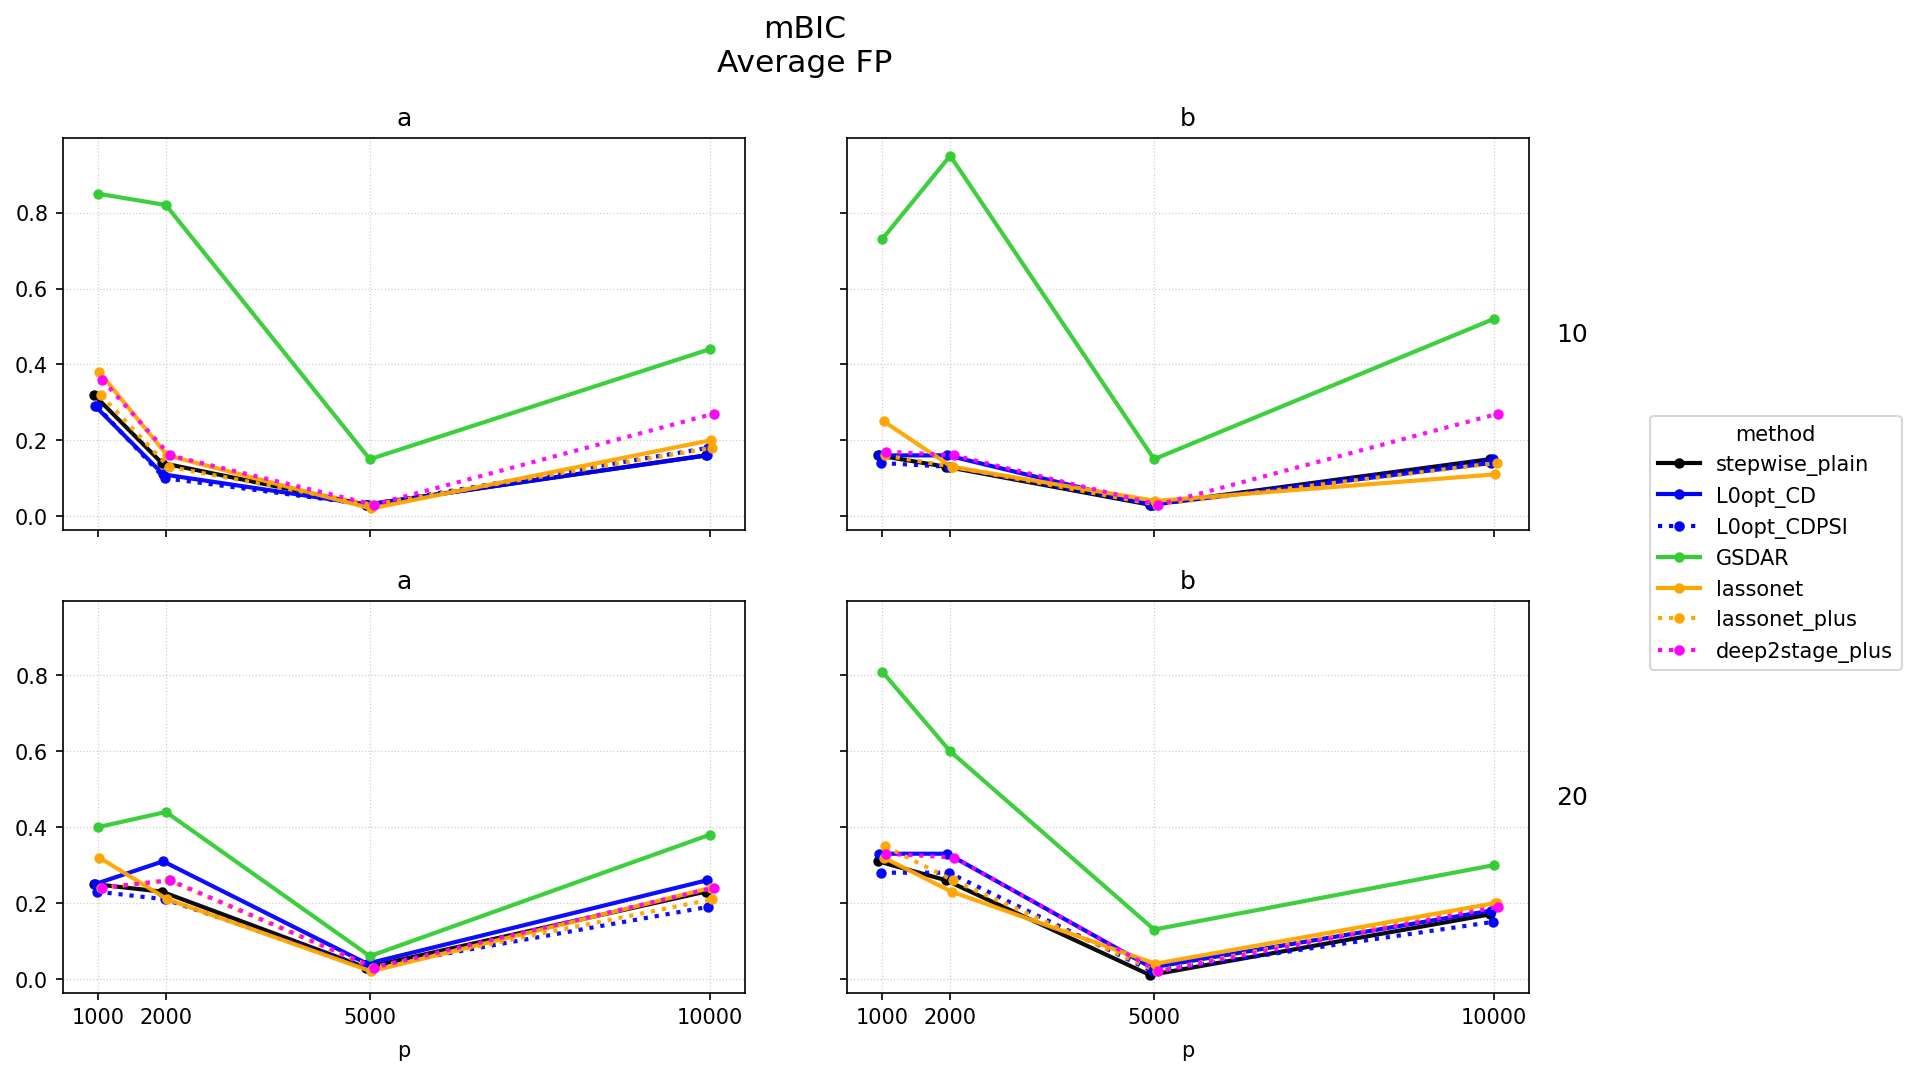 mBIC
Average FP
a
b
0.8
0.6
0.4
0.2
0.0
10
a
b
0.8
0.6
0.4
0.2
0.0
20
1000 2000 5000 10000
1000 2000 5000 10000
p
p
method
stepwise_plain
L0opt_CD
L0opt_CDPSI
GSDAR
lassonet
lassonet_plus
deep2stage_plus